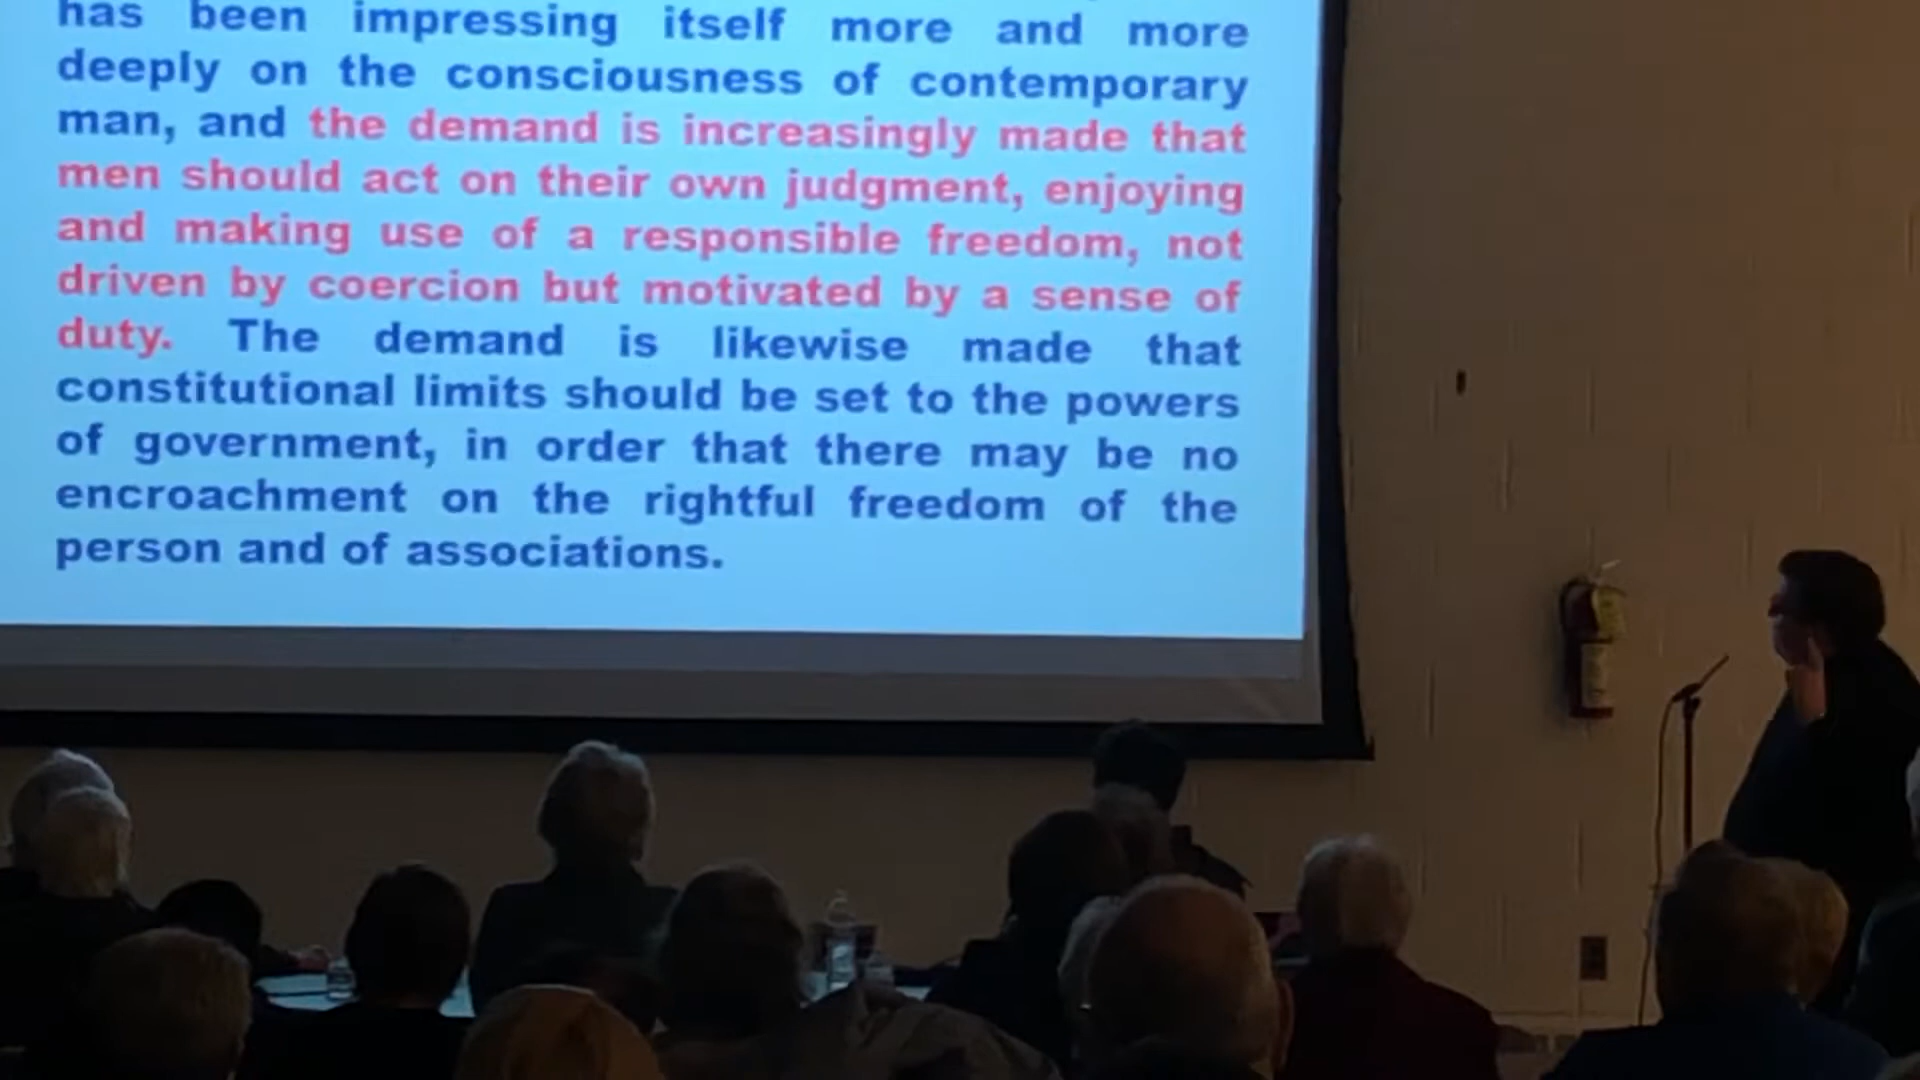 has been impressing itself more and more
deeply on the consciousness of contemporary
man, and the demand is increasingly made that
men should act on their own judgment, enjoying
and making use of a responsible freedom, not
driven by coercion but motivated by a sense of
duty. The demand is likewise made that
constitutional limits should be set to the powers
of government, in order that there may be no
encroachment on the rightful freedom of the
person and of associations.